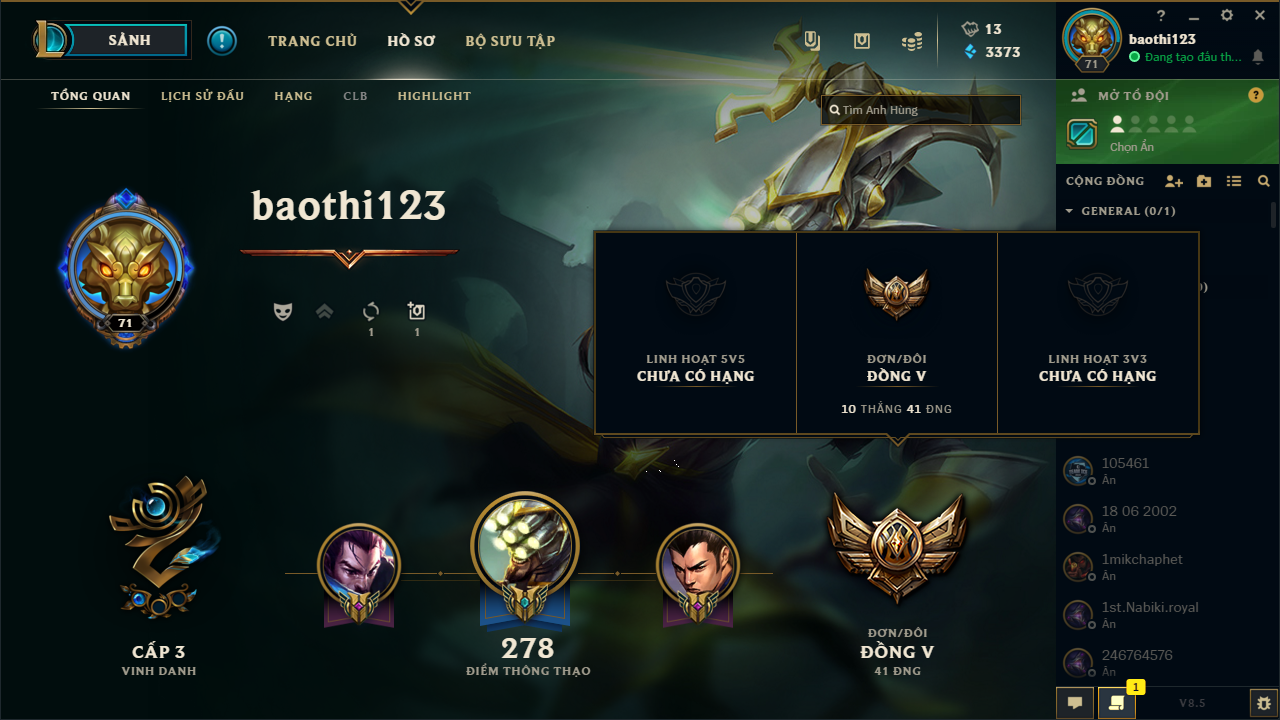 SẢNH
TRANG CHỦ
HỒ SƠ
BỘ SƯU TẬP
13
3373
?
baothi123
Đang tạo đấu th...
71
TỔNG QUAN
LỊCH SỬ ĐẤU
HẠNG
CLB
HIGHLIGHT
Tìm Anh Hùng
MỞ TỔ ĐỘI
?
Chọn Ẩn
CỘNG ĐỒNG
GENERAL (0/1)
baothi123
71
1
1
LINH HOẠT 5V5
CHƯA CÓ HẠNG
ĐƠN/ĐÔI
ĐỒNG V
10 THẮNG 41 ĐNG
LINH HOẠT 3V3
CHƯA CÓ HẠNG
105461
Ẩn
18 06 2002
Ẩn
1mikchaphet
Ẩn
1st.Nabiki.royal
Ẩn
246764576
Ẩn
CẤP 3
VINH DANH
278
ĐIỂM THÔNG THẠO
ĐƠN/ĐÔI
ĐỒNG V
41 ĐNG
1
V8.5